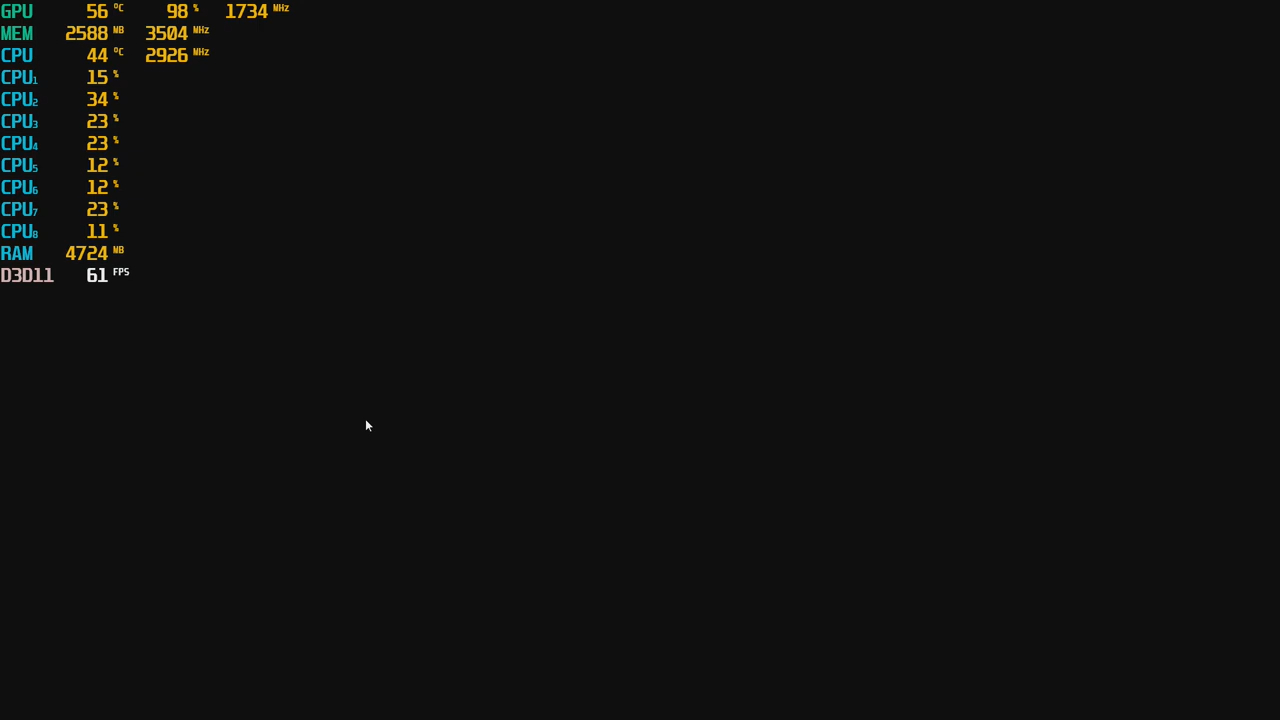 GPU 56 °C 98 % 1734 MHz
MEM 2588 MB 3504 MHz
CPU 44 °C 2926 MHz
CPU1 15 %
CPU2 34 %
CPU3 23 %
CPU4 23 %
CPU5 12 %
CPU6 12 %
CPU7 23 %
CPU8 11 %
RAM 4724 MB
D3D11 61 FPS